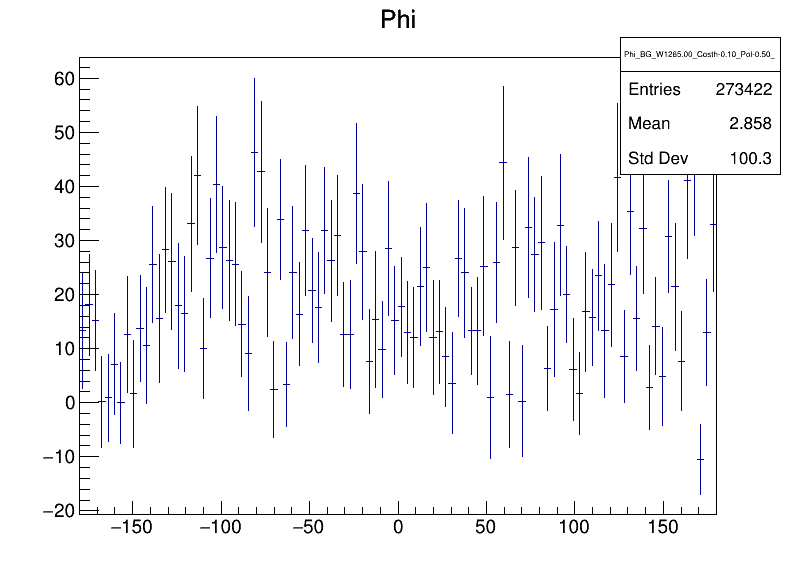 Phi
Phi_BG_W1265.00_Costh-0.10_Pol-0.50_
Entries 273422
Mean 2.858
Std Dev 100.3
60
50
40
30
20
10
0
−10
−20
−150 −100 −50 0 50 100 150